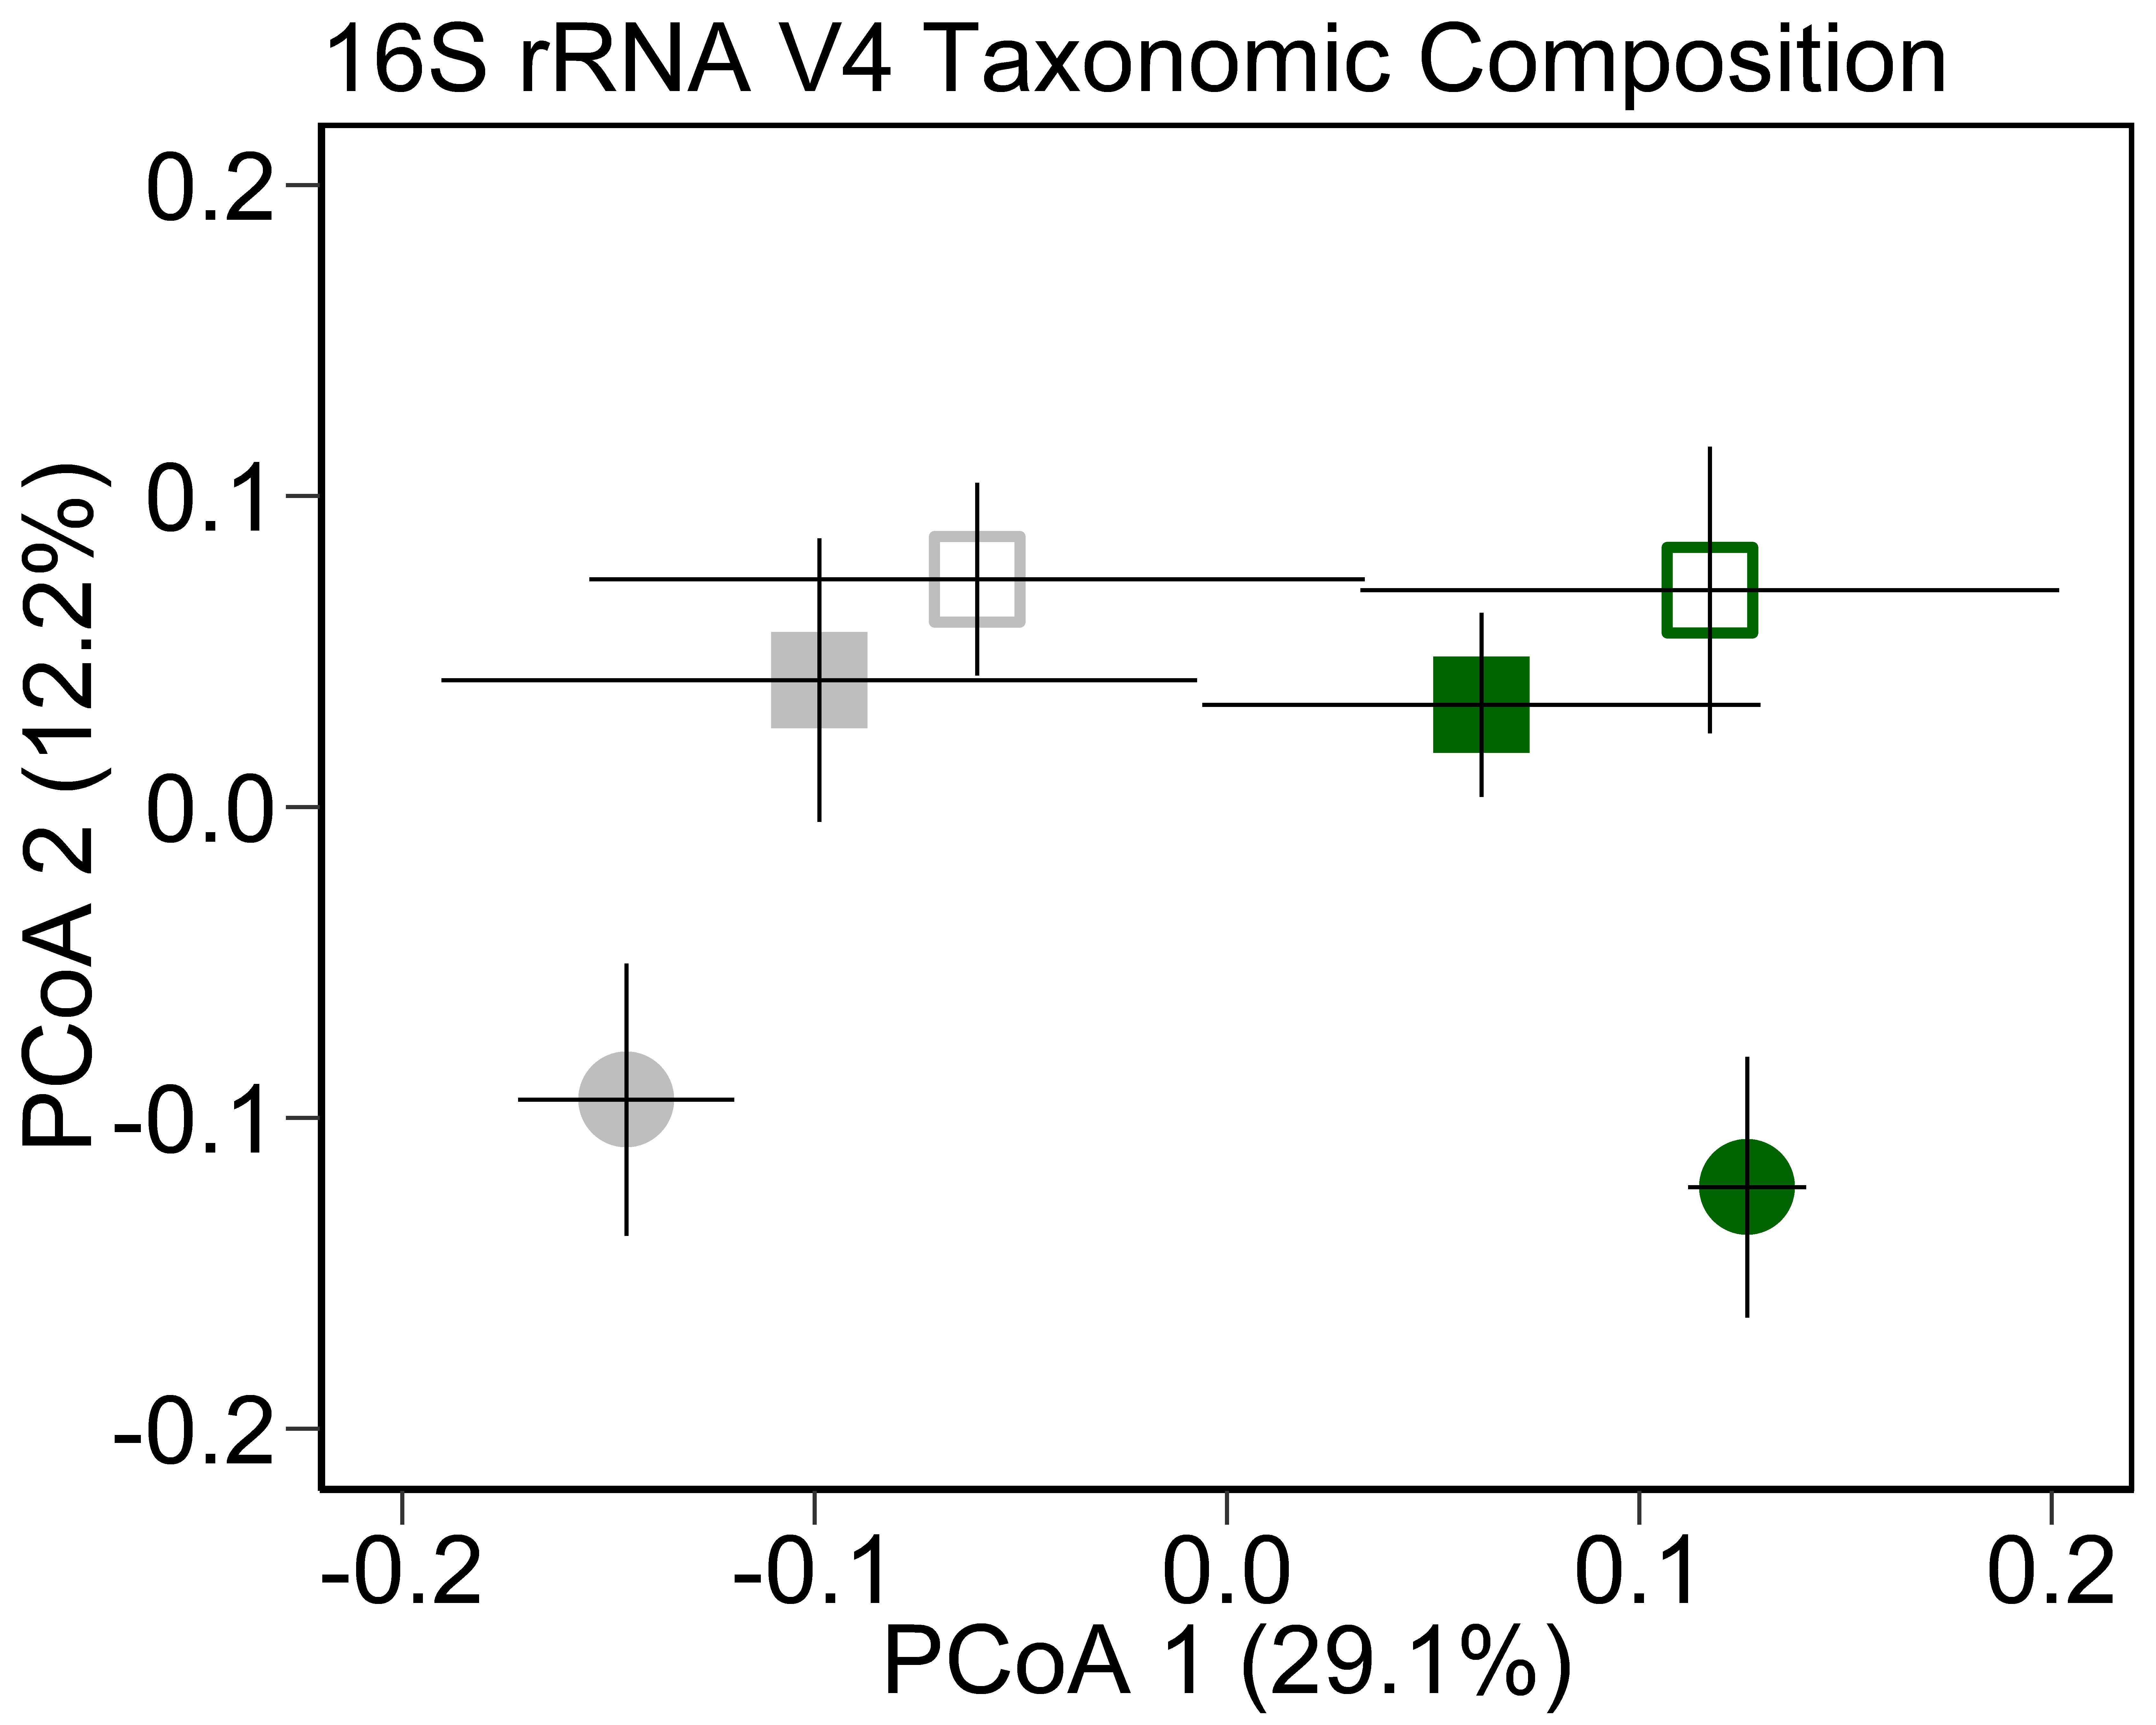 16S rRNA V4 Taxonomic Composition
PCoA 2 (12.2%)
0.2
0.1
0.0
-0.1
-0.2
-0.2 -0.1 0.0 0.1 0.2
PCoA 1 (29.1%)